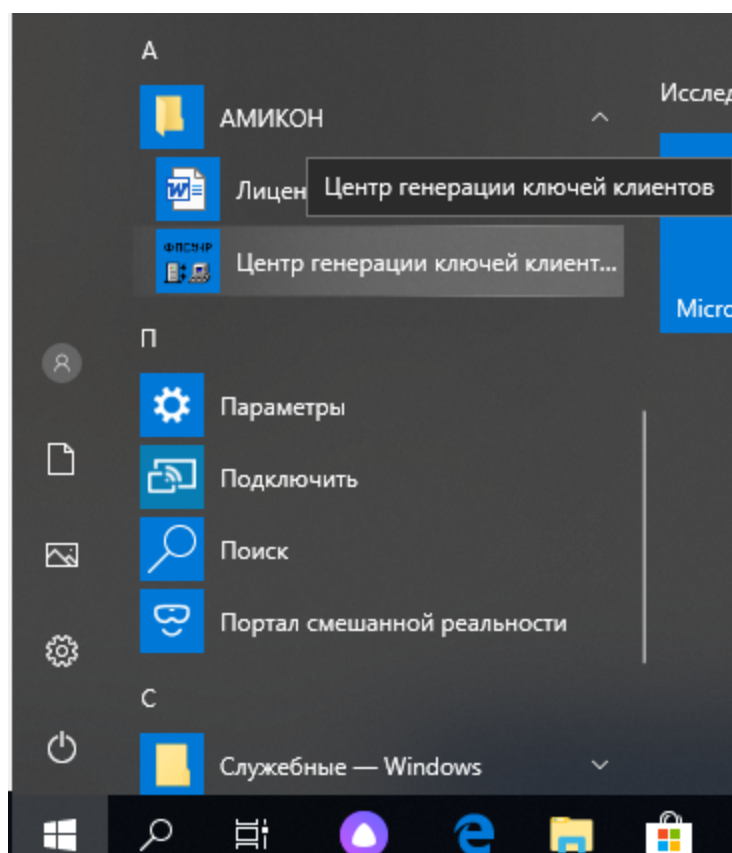 А
АМИКОН
Исслед
Лицен
Центр генерации ключей клиентов
ФПСУ-IP
Центр генерации ключей клиент...
Micro
П
Параметры
Подключить
Поиск
Портал смешанной реальности
С
Служебные — Windows